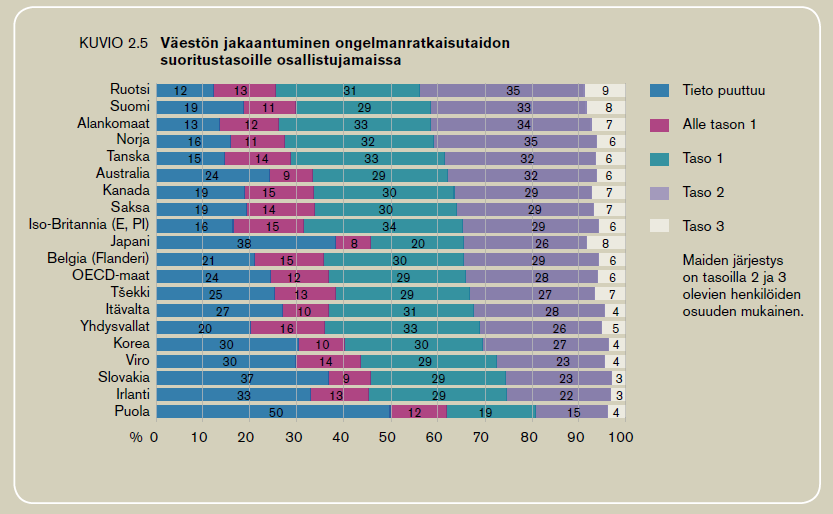 KUVIO 2.5 Väestön jakaantuminen ongelmanratkaisutaidon
suoritustasoille osallistujamaissa
Ruotsi 12 13 31 35 9
Suomi 19 11 29 33 8
Alankomaat 13 12 33 34 7
Norja 16 11 32 35 6
Tanska 15 14 33 32 6
Australia 24 9 29 32 6
Kanada 19 15 30 29 7
Saksa 19 14 30 29 7
Iso-Britannia (E, PI) 16 15 34 29 6
Japani 38 8 20 26 8
Belgia (Flanderi) 21 15 30 29 6
OECD-maat 24 12 29 28 6
Tšekki 25 13 29 27 7
Itävalta 27 10 31 28 4
Yhdysvallat 20 16 33 26 5
Korea 30 10 30 27 4
Viro 30 14 29 23 4
Slovakia 37 9 29 23 3
Irlanti 33 13 29 22 3
Puola 50 12 19 15 4
% 0 10 20 30 40 50 60 70 80 90 100
Tieto puuttuu
Alle tason 1
Taso 1
Taso 2
Taso 3
Maiden järjestys
on tasoilla 2 ja 3
olevien henkilöiden
osuuden mukainen.